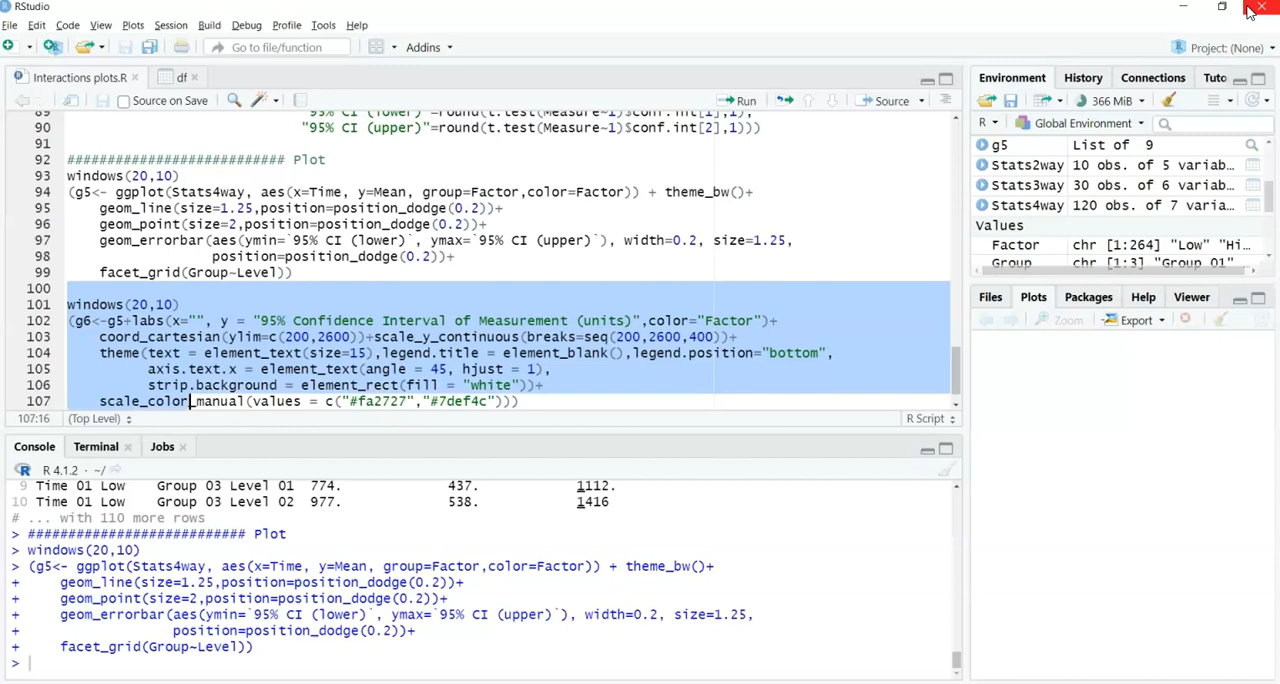 RStudio
File Edit Code View Plots Session Build Debug Profile Tools Help
Go to file/function Addins Project: (None)
Interactions plots.R df
Source on Save Run Source
89 "95% CI (lower)"=round(t.test(Measure~1)$conf.int[1],1),
90 "95% CI (upper)"=round(t.test(Measure~1)$conf.int[2],1)))
91
92 ########################### Plot
93 windows(20,10)
94 (g5<- ggplot(Stats4way, aes(x=Time, y=Mean, group=Factor,color=Factor)) + theme_bw()+
95 geom_line(size=1.25,position=position_dodge(0.2))+
96 geom_point(size=2,position=position_dodge(0.2))+
97 geom_errorbar(aes(ymin=`95% CI (lower)`, ymax=`95% CI (upper)`), width=0.2, size=1.25,
98 position=position_dodge(0.2))+
99 facet_grid(Group~Level))
100
101 windows(20,10)
102 (g6<-g5+labs(x="", y = "95% Confidence Interval of Measurement (units)",color="Factor")+
103 coord_cartesian(ylim=c(200,2600))+scale_y_continuous(breaks=seq(200,2600,400))+
104 theme(text = element_text(size=15),legend.title = element_blank(),legend.position="bottom",
105 axis.text.x = element_text(angle = 45, hjust = 1),
106 strip.background = element_rect(fill = "white"))+
107 scale_color_manual(values = c("#fa2727","#7def4c")))
107:16 (Top Level) R Script
Console Terminal Jobs
R 4.1.2 · ~/
9 Time 01 Low Group 03 Level 01 774. 437. 1112.
10 Time 01 Low Group 03 Level 02 977. 538. 1416
# ... with 110 more rows
> ########################### Plot
> windows(20,10)
> (g5<- ggplot(Stats4way, aes(x=Time, y=Mean, group=Factor,color=Factor)) + theme_bw()+
+ geom_line(size=1.25,position=position_dodge(0.2))+
+ geom_point(size=2,position=position_dodge(0.2))+
+ geom_errorbar(aes(ymin=`95% CI (lower)`, ymax=`95% CI (upper)`), width=0.2, size=1.25,
+ position=position_dodge(0.2))+
+ facet_grid(Group~Level))
>
Environment History Connections Tuto
366 MiB
R Global Environment
g5 List of 9
Stats2way 10 obs. of 5 variab...
Stats3way 30 obs. of 6 variab...
Stats4way 120 obs. of 7 varia...
Values
Factor chr [1:264] "Low" "Hi...
Group chr [1:3] "Group 01"
Files Plots Packages Help Viewer
Zoom Export